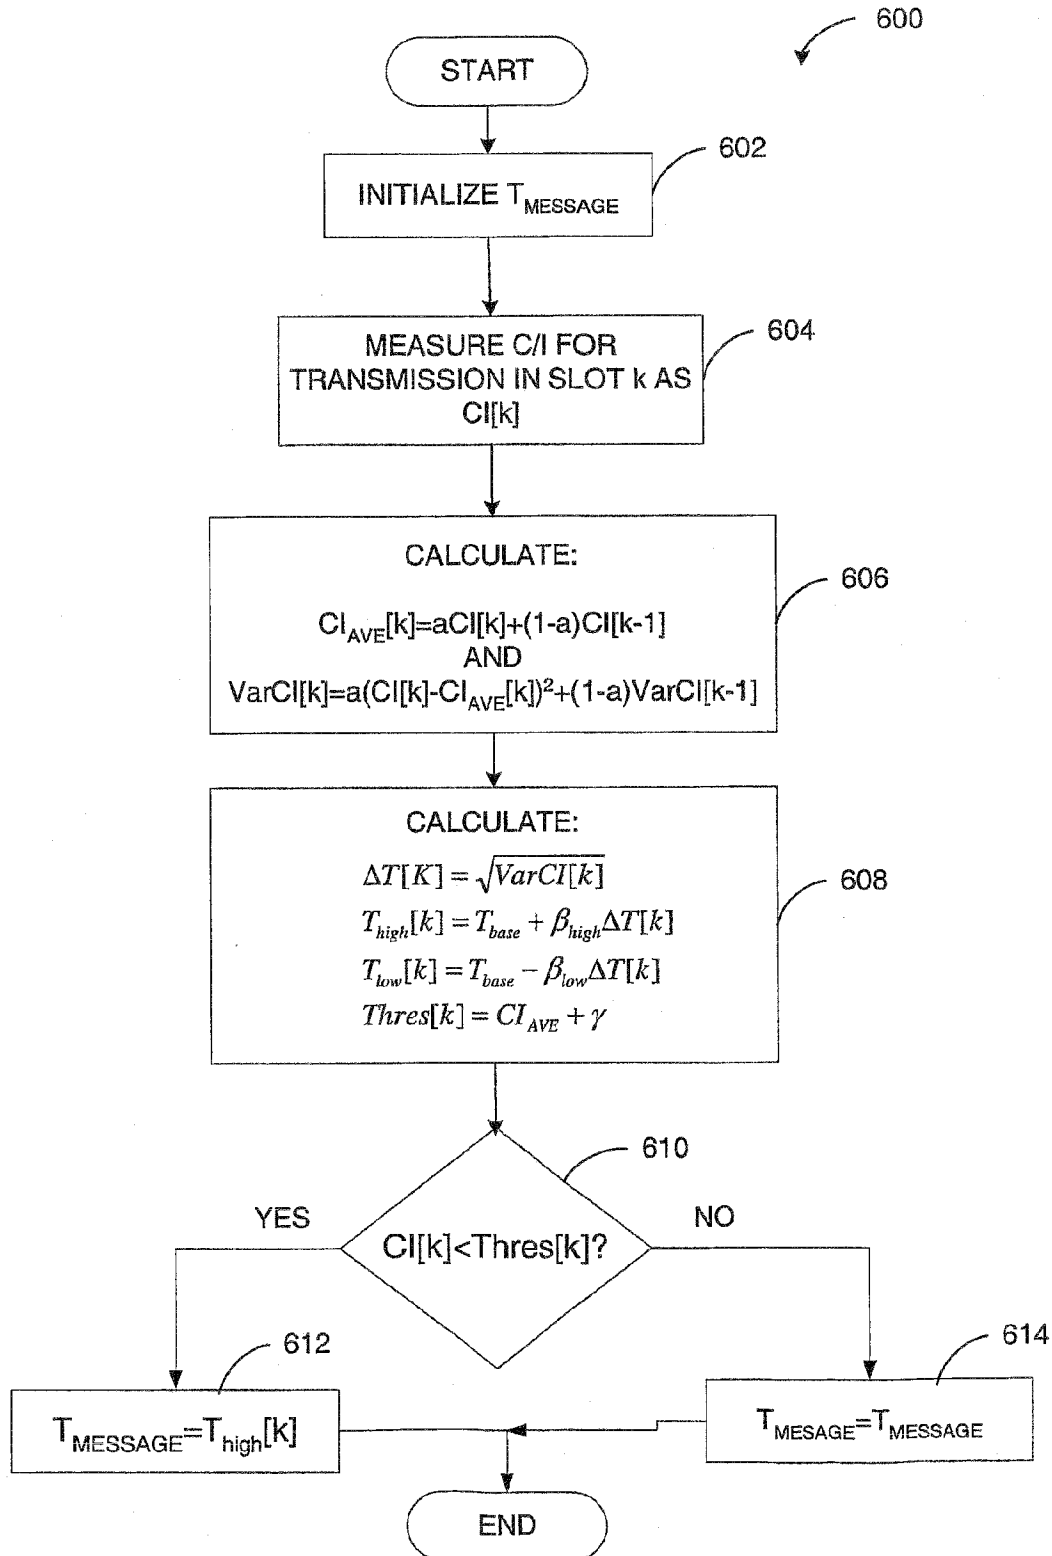 600
START
602
INITIALIZE T_MESSAGE
604
MEASURE C/I FOR
TRANSMISSION IN SLOT k AS
CI[k]
606
CALCULATE:
CI_AVE[k]=aCI[k]+(1-a)CI[k-1]
AND
VarCI[k]=a(CI[k]-CI_AVE[k])²+(1-a)VarCI[k-1]
608
CALCULATE:
ΔT[K] = √VarCI[k]
T_high[k] = T_base + β_high ΔT[k]
T_low[k] = T_base − β_low ΔT[k]
Thres[k] = CI_AVE + γ
610
YES
NO
CI[k]<Thres[k]?
612
614
T_MESSAGE=T_high[k]
T_MESAGE=T_MESSAGE
END